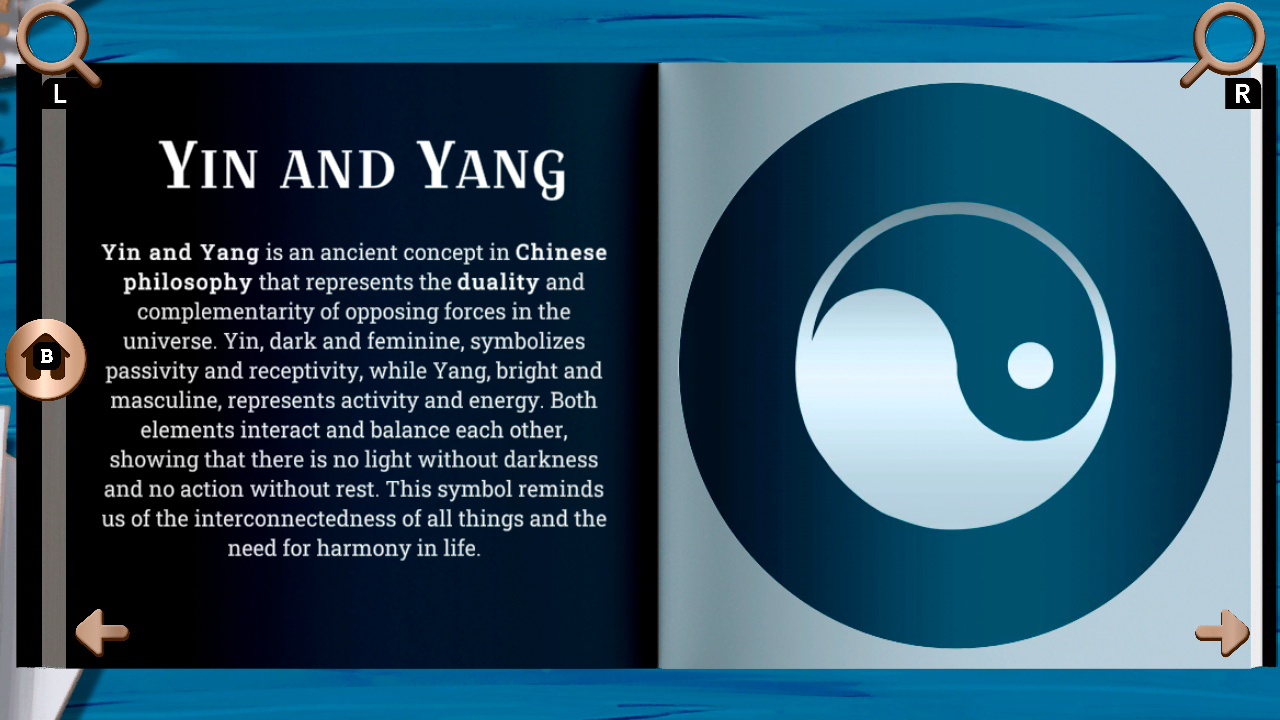 L
R
Yin and Yang
Yin and Yang is an ancient concept in Chinese
philosophy that represents the duality and
complementarity of opposing forces in the
universe. Yin, dark and feminine, symbolizes
passivity and receptivity, while Yang, bright and
masculine, represents activity and energy. Both
elements interact and balance each other,
showing that there is no light without darkness
and no action without rest. This symbol reminds
us of the interconnectedness of all things and the
need for harmony in life.
B